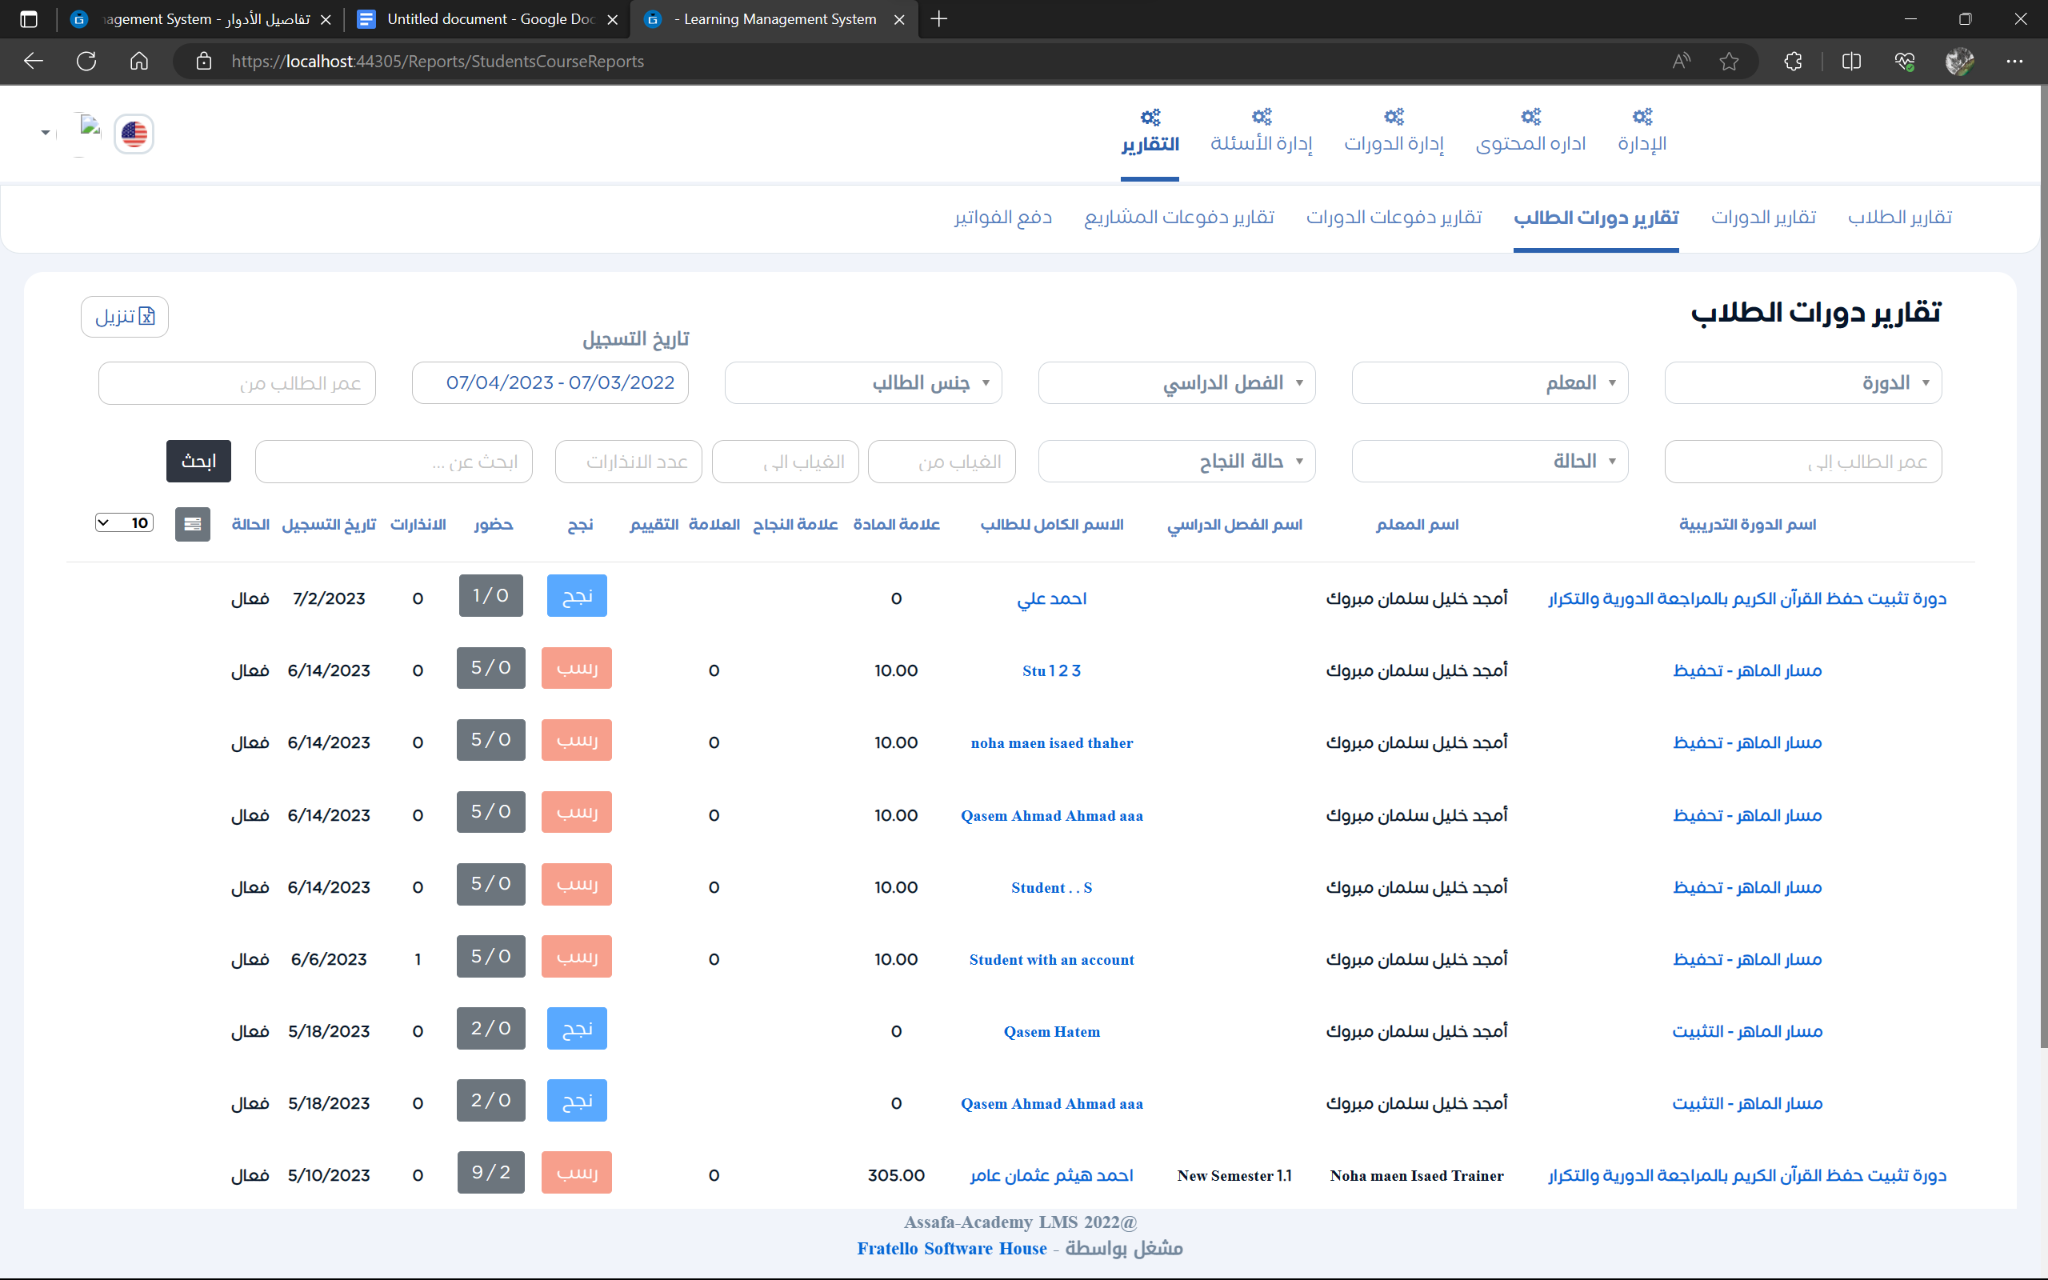 agement System - تفاصيل الأدوار
Untitled document - Google Doc
- Learning Management System
https://localhost:44305/Reports/StudentsCourseReports
الإدارة
اداره المحتوى
إدارة الدورات
إدارة الأسئلة
التقارير
تقارير الطلاب
تقارير الدورات
تقارير دورات الطالب
تقارير دفوعات الدورات
تقارير دفوعات المشاريع
دفع الفواتير
تقارير دورات الطلاب
تنزيل
تاريخ التسجيل
الدورة
المعلم
الفصل الدراسي
جنس الطالب
07/04/2023 - 07/03/2022
عمر الطالب من
عمر الطالب إلى
الحالة
حالة النجاح
الغياب من
الغياب الى
عدد الانذارات
ابحث عن ...
ابحث
اسم الدورة التدريبية اسم المعلم اسم الفصل الدراسي الاسم الكامل للطالب علامة المادة علامة النجاح العلامة التقييم نجح حضور الانذارات تاريخ التسجيل الحالة 10
دورة تثبيت حفظ القرآن الكريم بالمراجعة الدورية والتكرار أمجد خليل سلمان مبروك احمد علي 0 نجح 1 / 0 0 7/2/2023 فعال
مسار الماهر - تحفيظ أمجد خليل سلمان مبروك Stu 1 2 3 10.00 0 رسب 5 / 0 0 6/14/2023 فعال
مسار الماهر - تحفيظ أمجد خليل سلمان مبروك noha maen isaed thaher 10.00 0 رسب 5 / 0 0 6/14/2023 فعال
مسار الماهر - تحفيظ أمجد خليل سلمان مبروك Qasem Ahmad Ahmad aaa 10.00 0 رسب 5 / 0 0 6/14/2023 فعال
مسار الماهر - تحفيظ أمجد خليل سلمان مبروك Student . . S 10.00 0 رسب 5 / 0 0 6/14/2023 فعال
مسار الماهر - تحفيظ أمجد خليل سلمان مبروك Student with an account 10.00 0 رسب 5 / 0 1 6/6/2023 فعال
مسار الماهر - التثبيت أمجد خليل سلمان مبروك Qasem Hatem 0 نجح 2 / 0 0 5/18/2023 فعال
مسار الماهر - التثبيت أمجد خليل سلمان مبروك Qasem Ahmad Ahmad aaa 0 نجح 2 / 0 0 5/18/2023 فعال
دورة تثبيت حفظ القرآن الكريم بالمراجعة الدورية والتكرار Noha maen Isaed Trainer New Semester 1.1 احمد هيثم عثمان عامر 305.00 0 رسب 9 / 2 0 5/10/2023 فعال
Assafa-Academy LMS 2022@
مشغل بواسطة - Fratello Software House